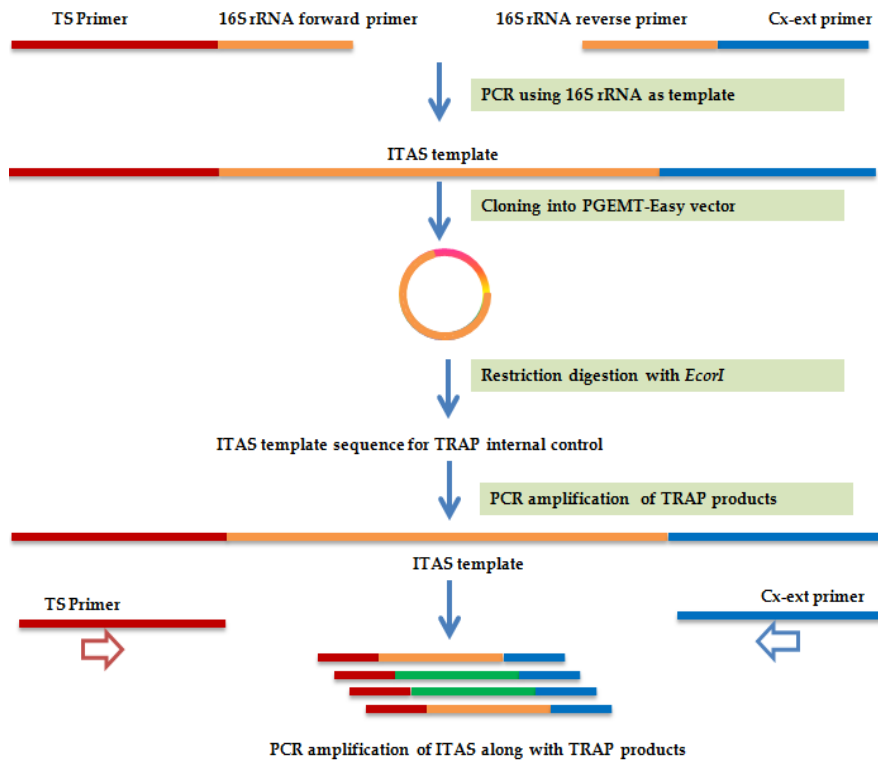 TS Primer 16S rRNA forward primer 16S rRNA reverse primer Cx-ext primer
PCR using 16S rRNA as template
ITAS template
Cloning into PGEMT-Easy vector
Restriction digestion with EcorI
ITAS template sequence for TRAP internal control
PCR amplification of TRAP products
ITAS template
TS Primer Cx-ext primer
PCR amplification of ITAS along with TRAP products